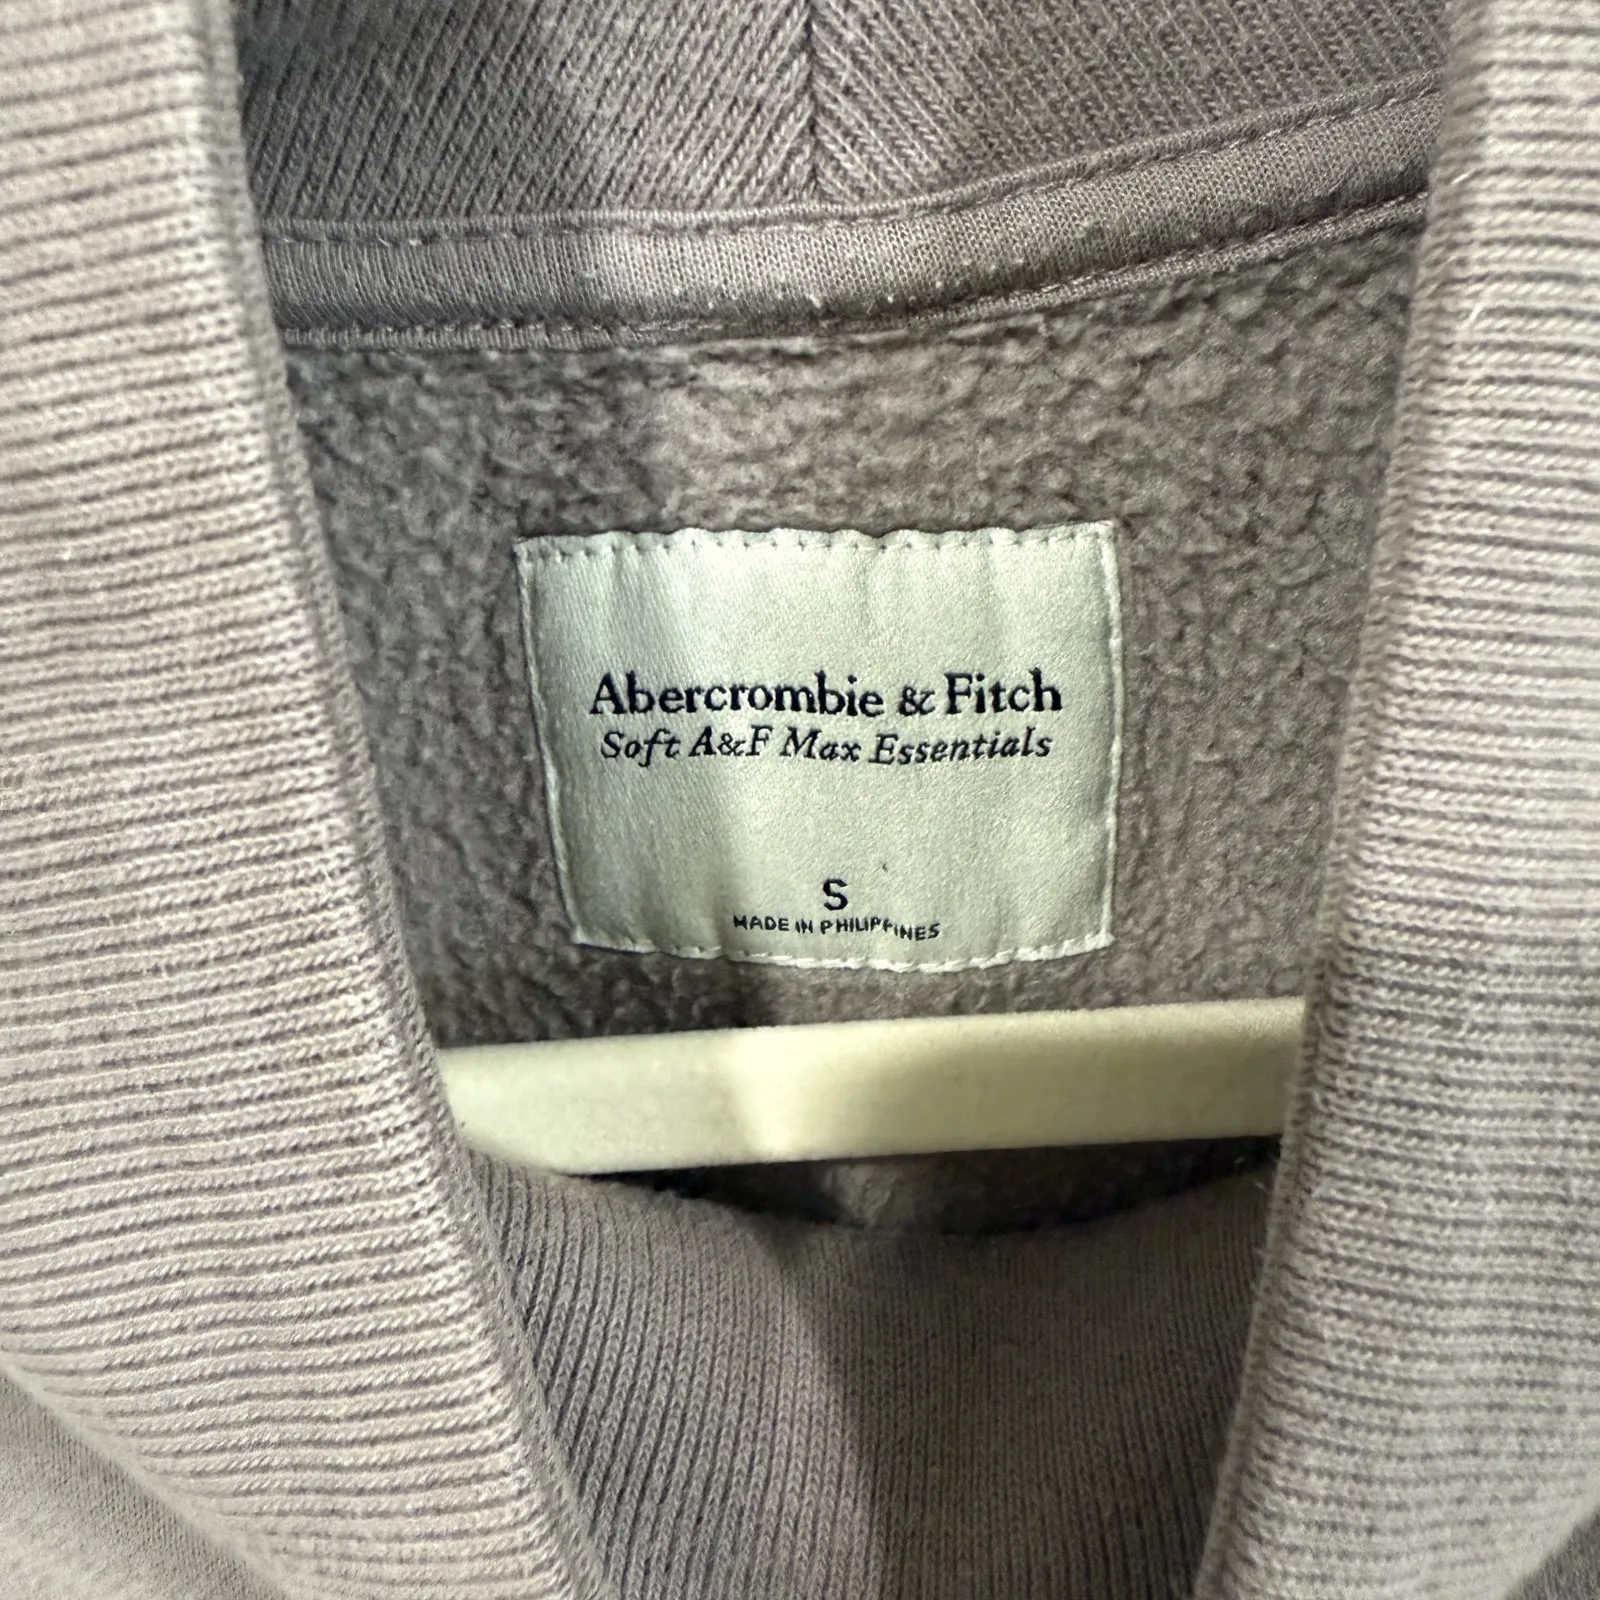 Abercrombie & Fitch
Soft A&F Max Essentials
S
MADE IN PHILIPPINES